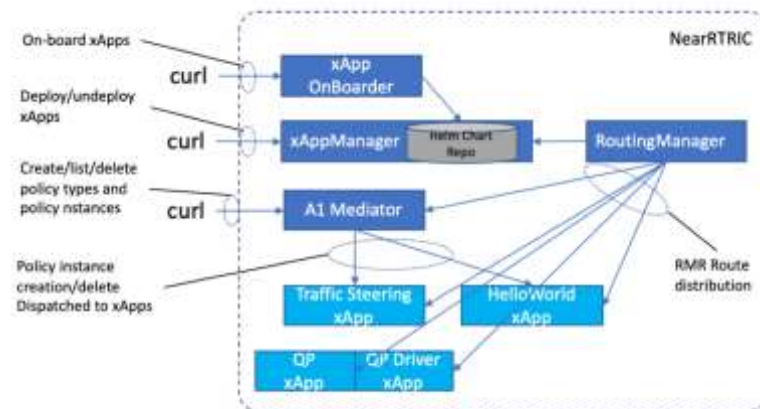 On-board xApps
NearRTRIC
curl
xApp
OnBoarder
Deploy/undeploy
xApps
curl
xAppManager
Helm Chart
Repo
RoutingManager
Create/list/delete
policy types and
policy nstances
curl
A1 Mediator
Policy instance
creation/delete
Dispatched to xApps
RMR Route
distribution
Traffic Steering
xApp
HelloWorld
xApp
QP
xApp
QP Driver
xApp